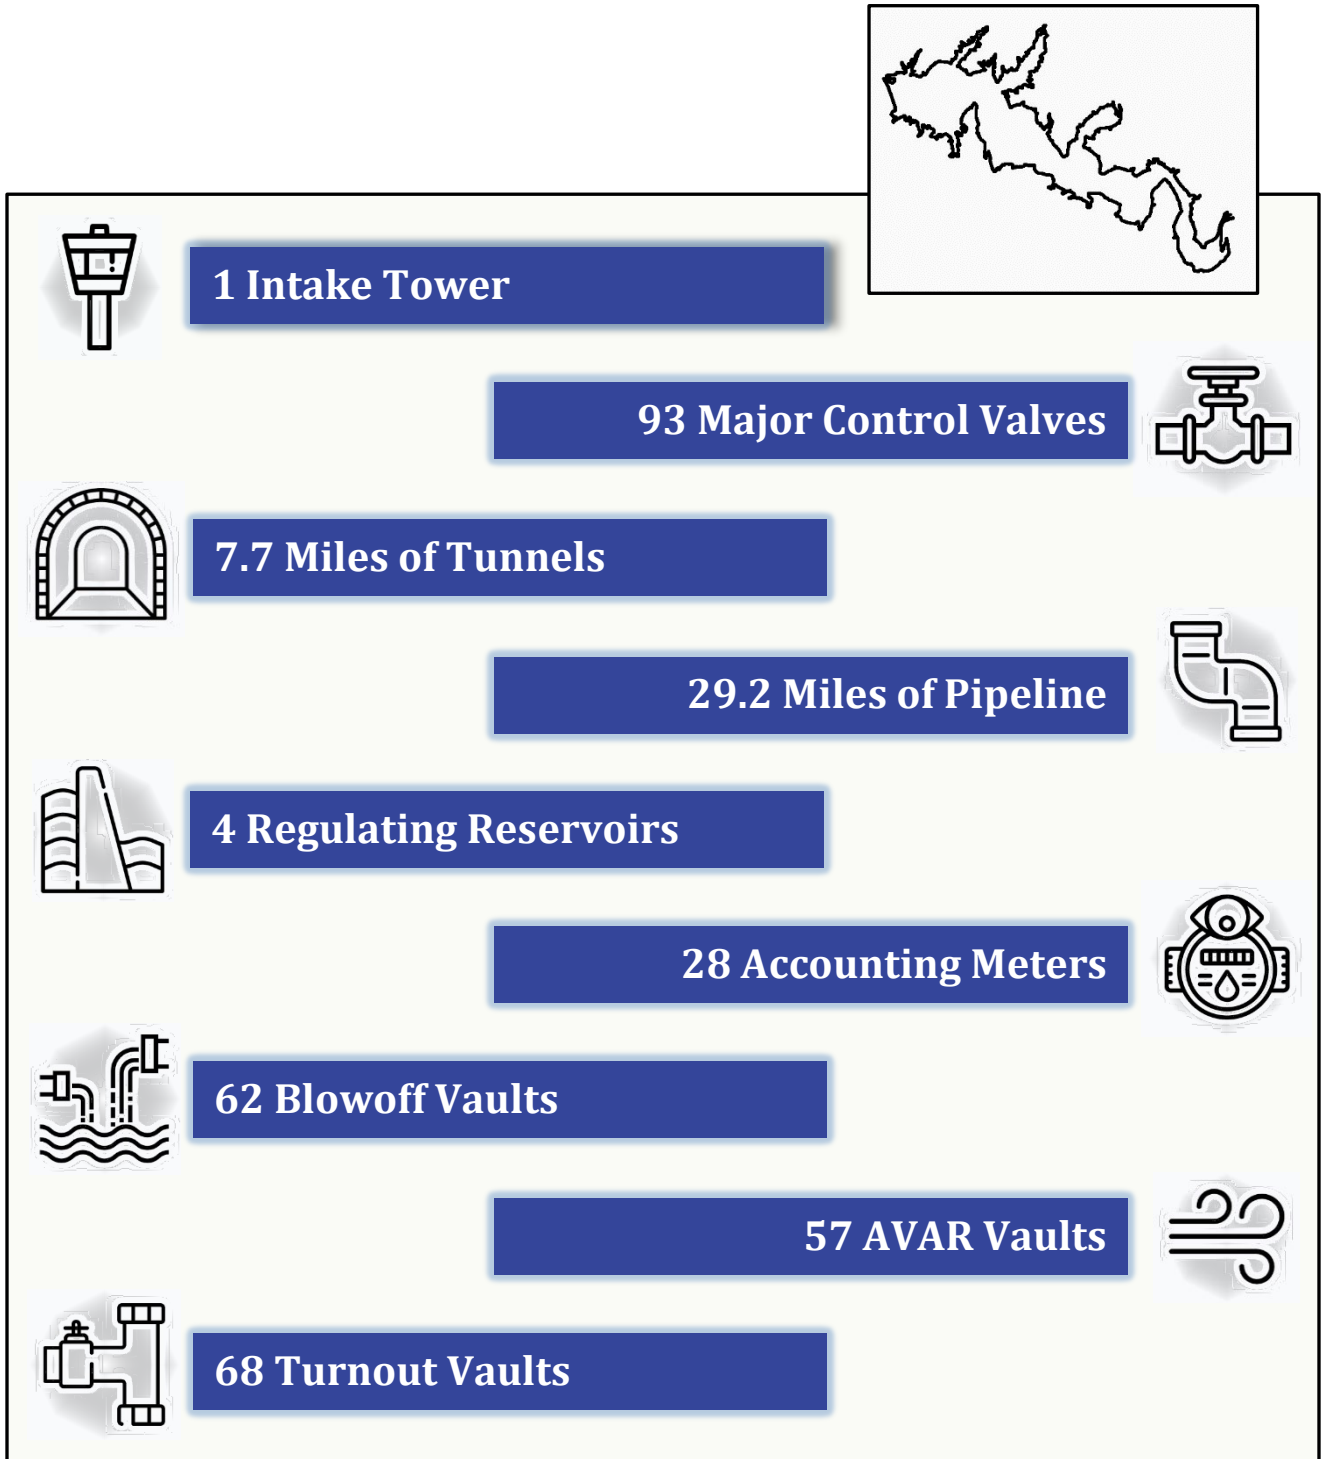 1 Intake Tower
93 Major Control Valves
7.7 Miles of Tunnels
29.2 Miles of Pipeline
4 Regulating Reservoirs
28 Accounting Meters
62 Blowoff Vaults
57 AVAR Vaults
68 Turnout Vaults